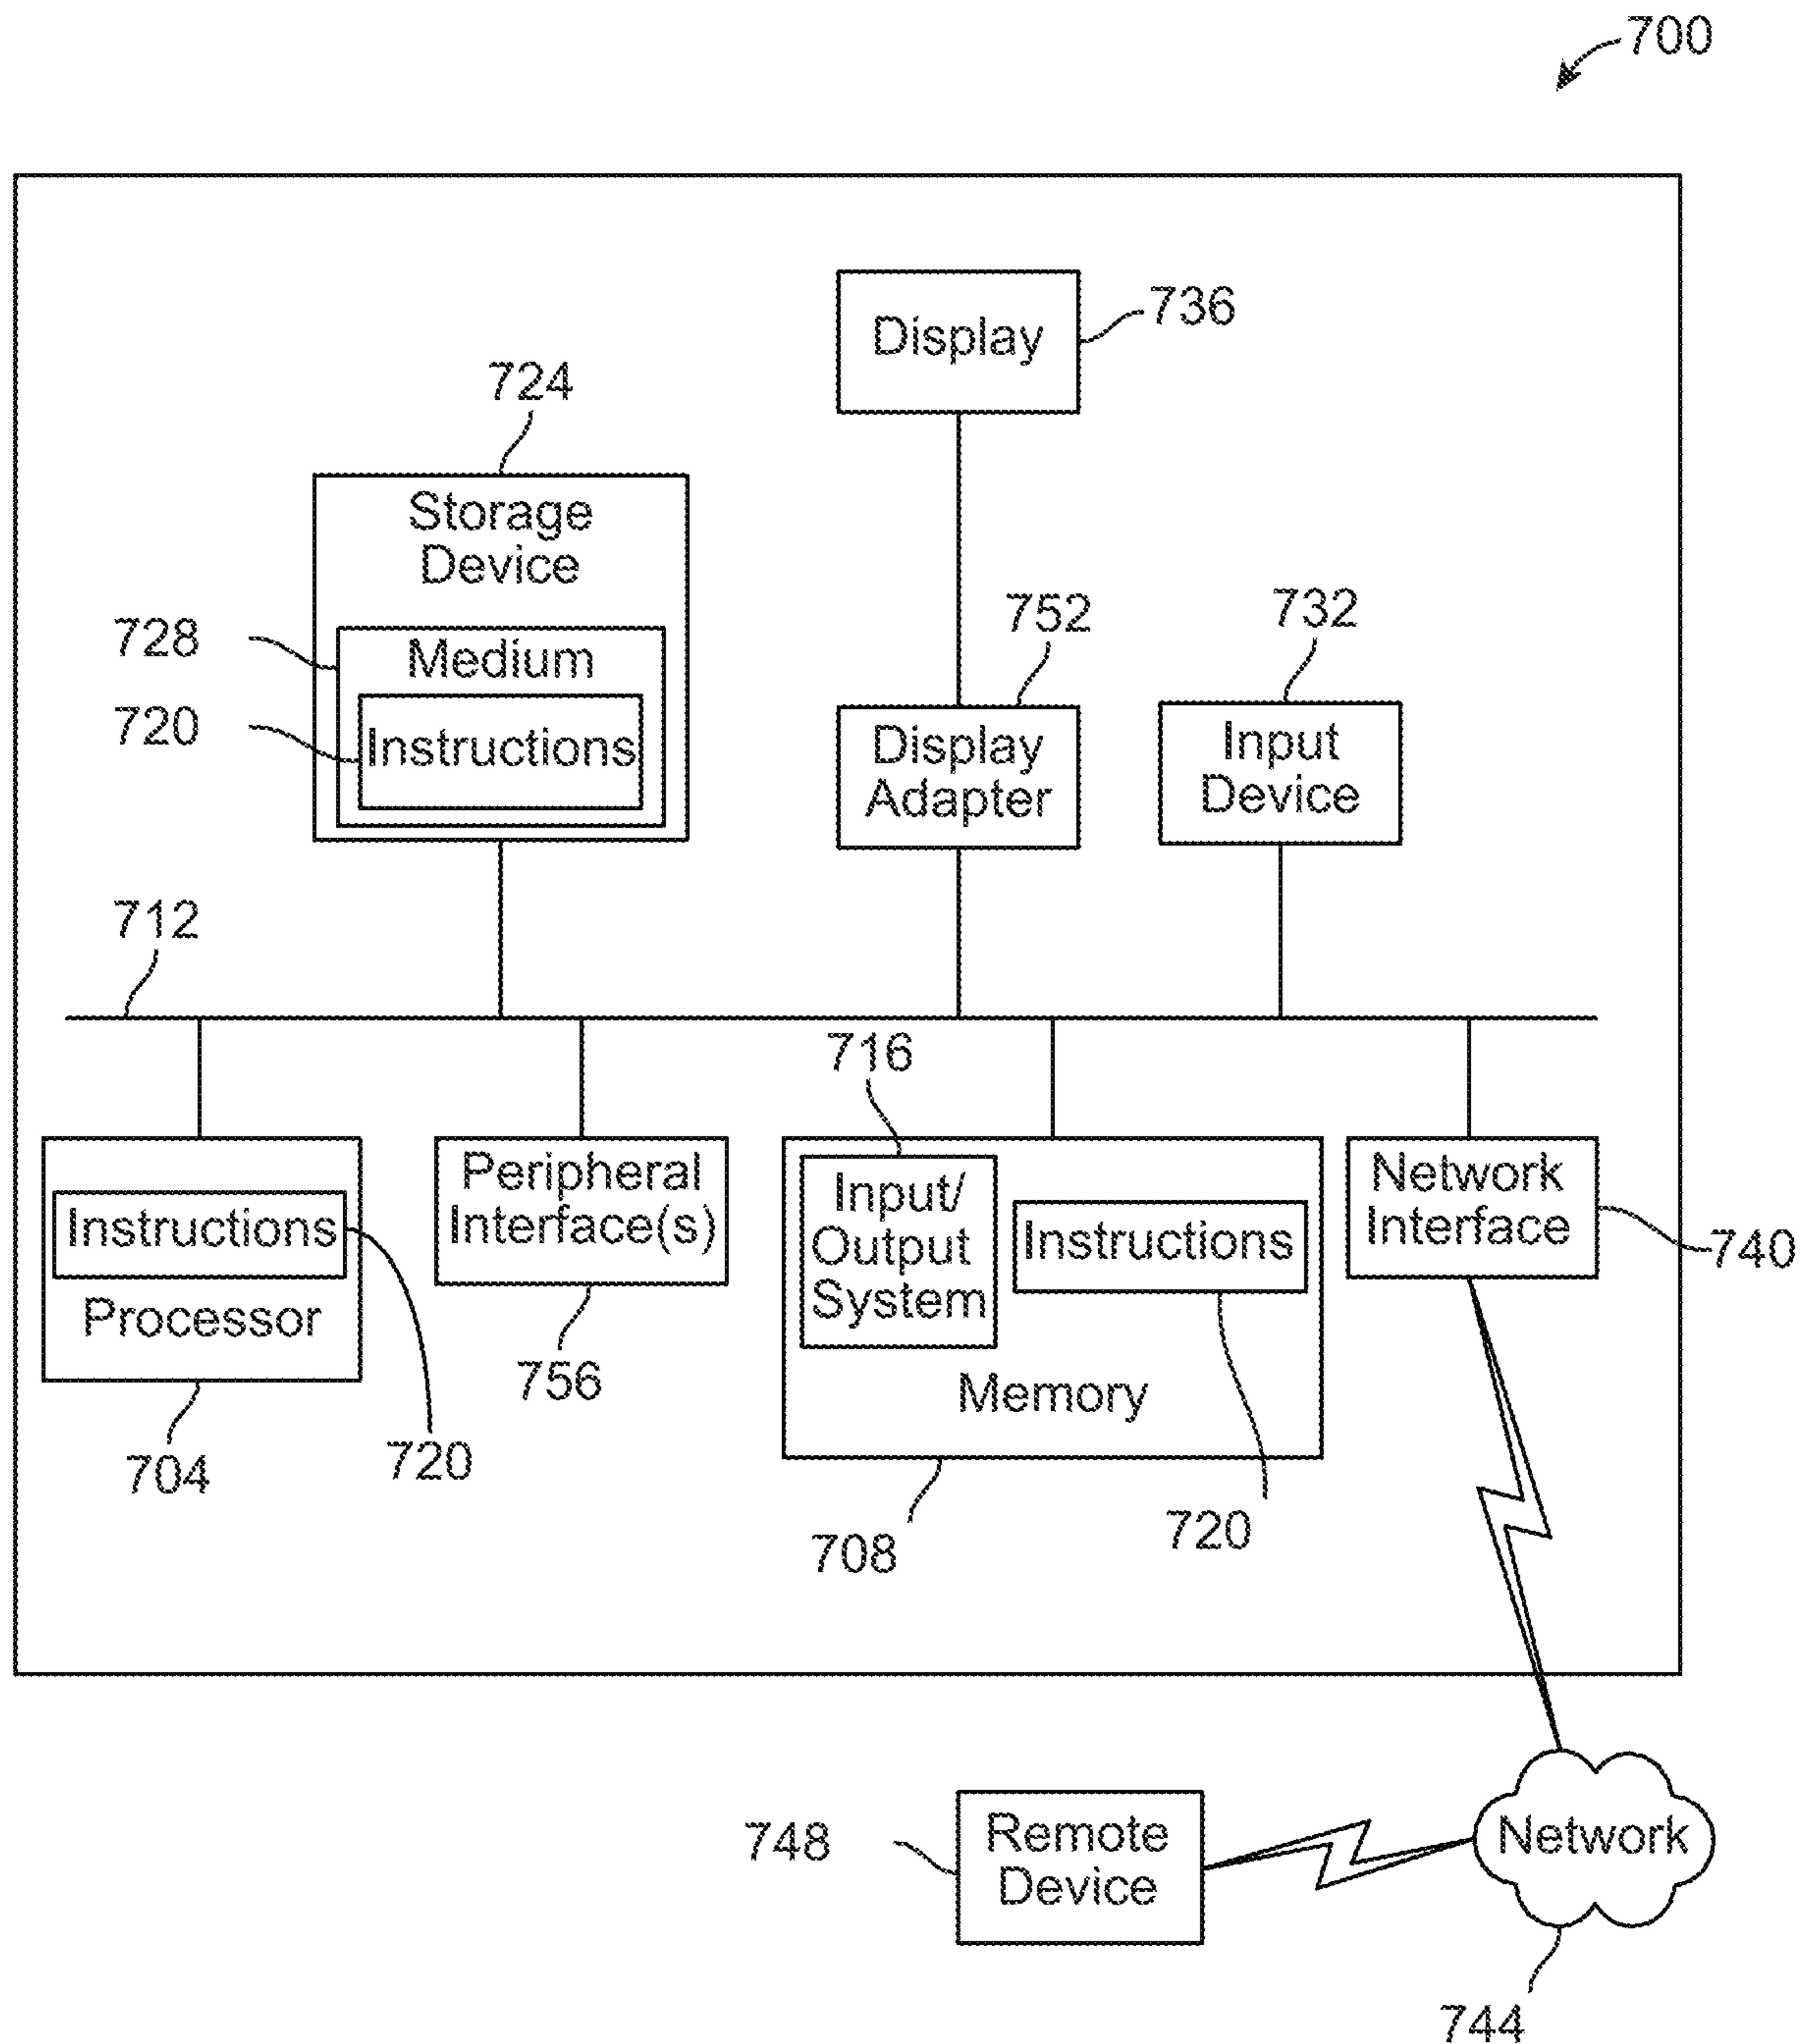 700
Display
736
724
Storage
Device
728
Medium
720
Instructions
752
Display
Adapter
732
Input
Device
712
716
Instructions
Processor
704
720
Peripheral
Interface(s)
756
Input/
Output
System
Instructions
Memory
708
720
Network
Interface
740
748
Remote
Device
Network
744